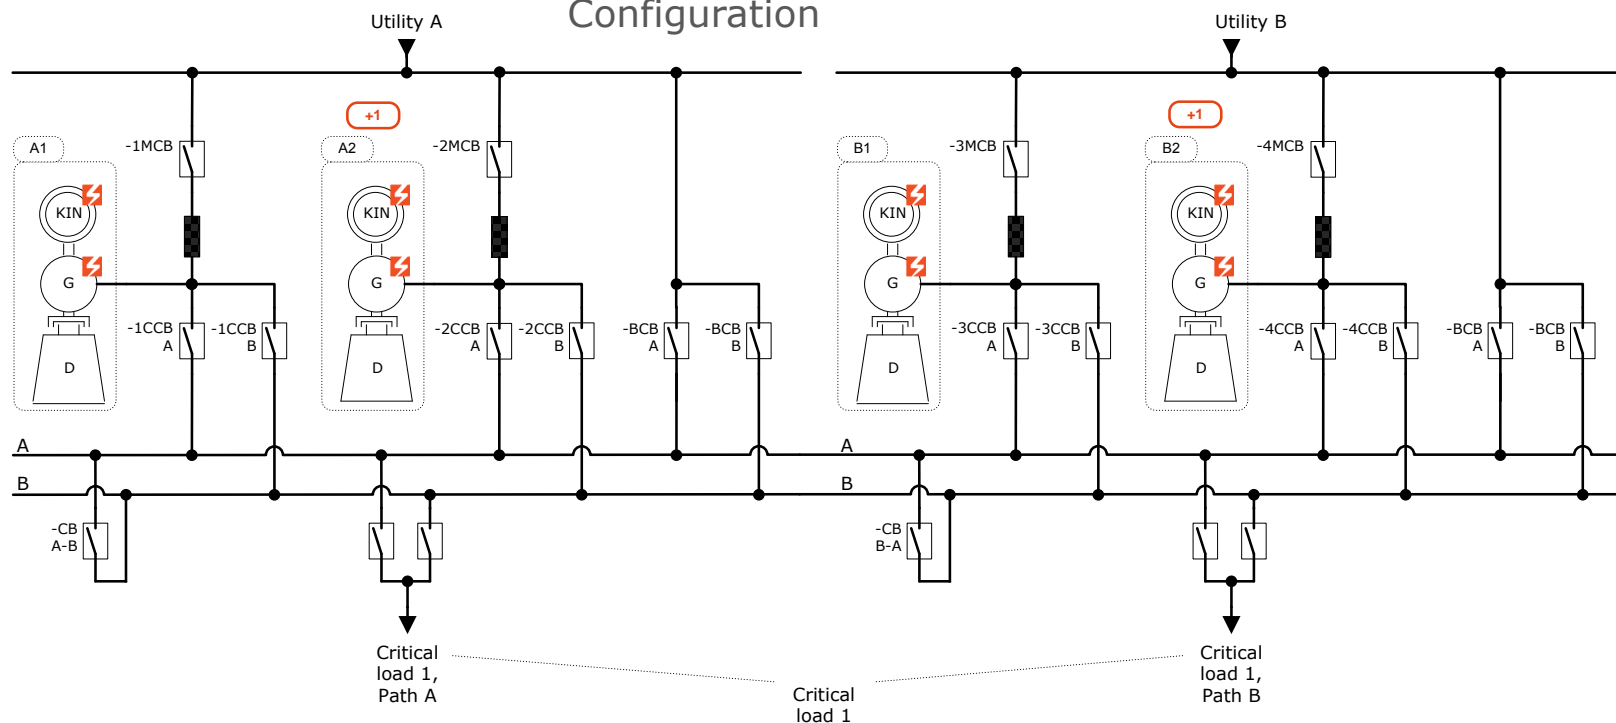 Configuration
Utility A
Utility B
+1
+1
A1
-1MCB
A2
-2MCB
B1
-3MCB
B2
-4MCB
KIN
KIN
KIN
KIN
G
G
G
G
-1CCB
A
-1CCB
B
-2CCB
A
-2CCB
B
-BCB
A
-BCB
B
-3CCB
A
-3CCB
B
-4CCB
A
-4CCB
B
-BCB
A
-BCB
B
D
D
D
D
A
A
B
B
-CB
A-B
-CB
B-A
Critical
load 1,
Path A
Critical
load 1,
Path B
Critical
load 1